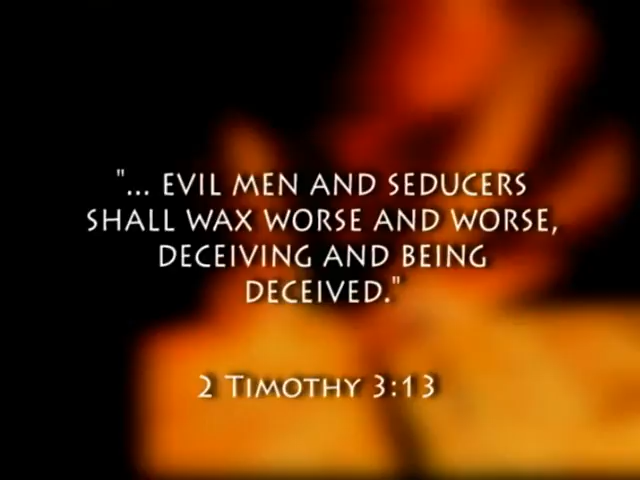 "... EVIL MEN AND SEDUCERS
SHALL WAX WORSE AND WORSE,
DECEIVING AND BEING
DECEIVED."
2 TIMOTHY 3:13